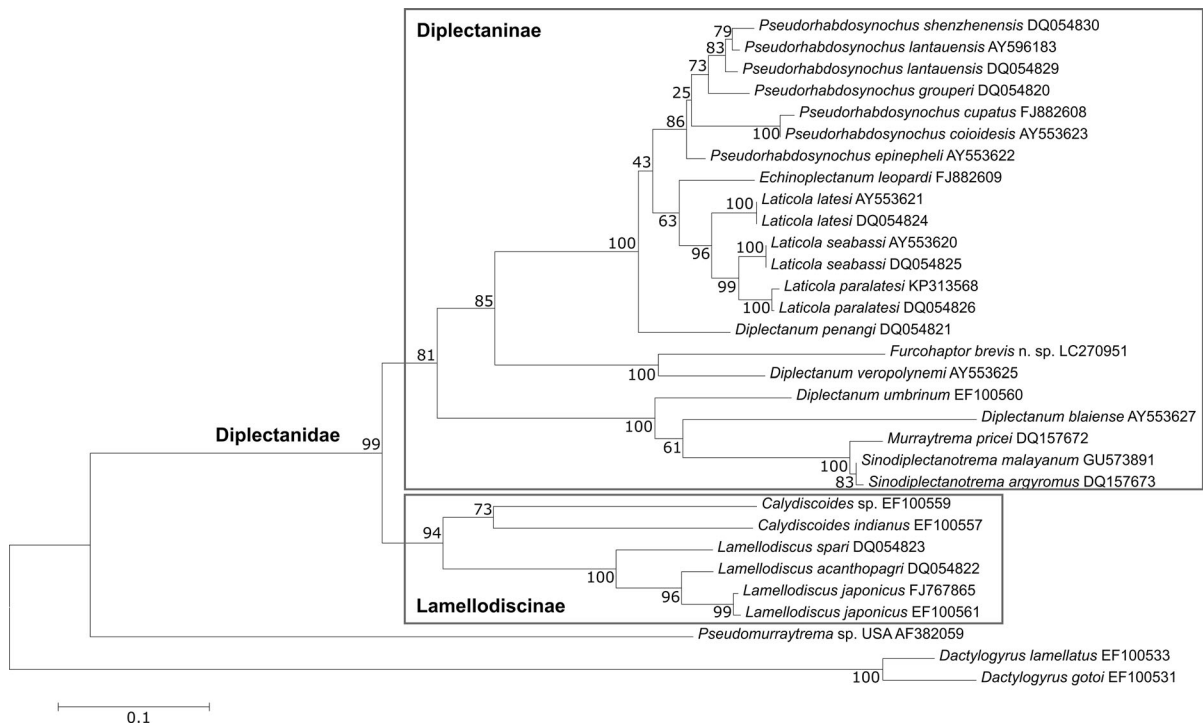 Diplectaninae
79
Pseudorhabdosynochus shenzhenensis DQ054830
83
Pseudorhabdosynochus lantauensis AY596183
73
Pseudorhabdosynochus lantauensis DQ054829
25
Pseudorhabdosynochus grouperi DQ054820
86
Pseudorhabdosynochus cupatus FJ882608
100
Pseudorhabdosynochus coioidesis AY553623
43
Pseudorhabdosynochus epinepheli AY553622
Echinoplectanum leopardi FJ882609
63
100
Laticola latesi AY553621
Laticola latesi DQ054824
100
96
100
Laticola seabassi AY553620
Laticola seabassi DQ054825
99
Laticola paralatesi KP313568
100
Laticola paralatesi DQ054826
85
Diplectanum penangi DQ054821
81
Furcohaptor brevis n. sp. LC270951
100
Diplectanum veropolynemi AY553625
Diplectanum umbrinum EF100560
100
Diplectanum blaiense AY553627
Diplectanidae
99
61
Murraytrema pricei DQ157672
100
Sinodiplectanotrema malayanum GU573891
83
Sinodiplectanotrema argyromus DQ157673
73
Calydiscoides sp. EF100559
94
Calydiscoides indianus EF100557
Lamellodiscus spari DQ054823
100
Lamellodiscus acanthopagri DQ054822
96
Lamellodiscus japonicus FJ767865
99
Lamellodiscus japonicus EF100561
Lamellodiscinae
Pseudomurraytrema sp. USA AF382059
Dactylogyrus lamellatus EF100533
100
Dactylogyrus gotoi EF100531
0.1